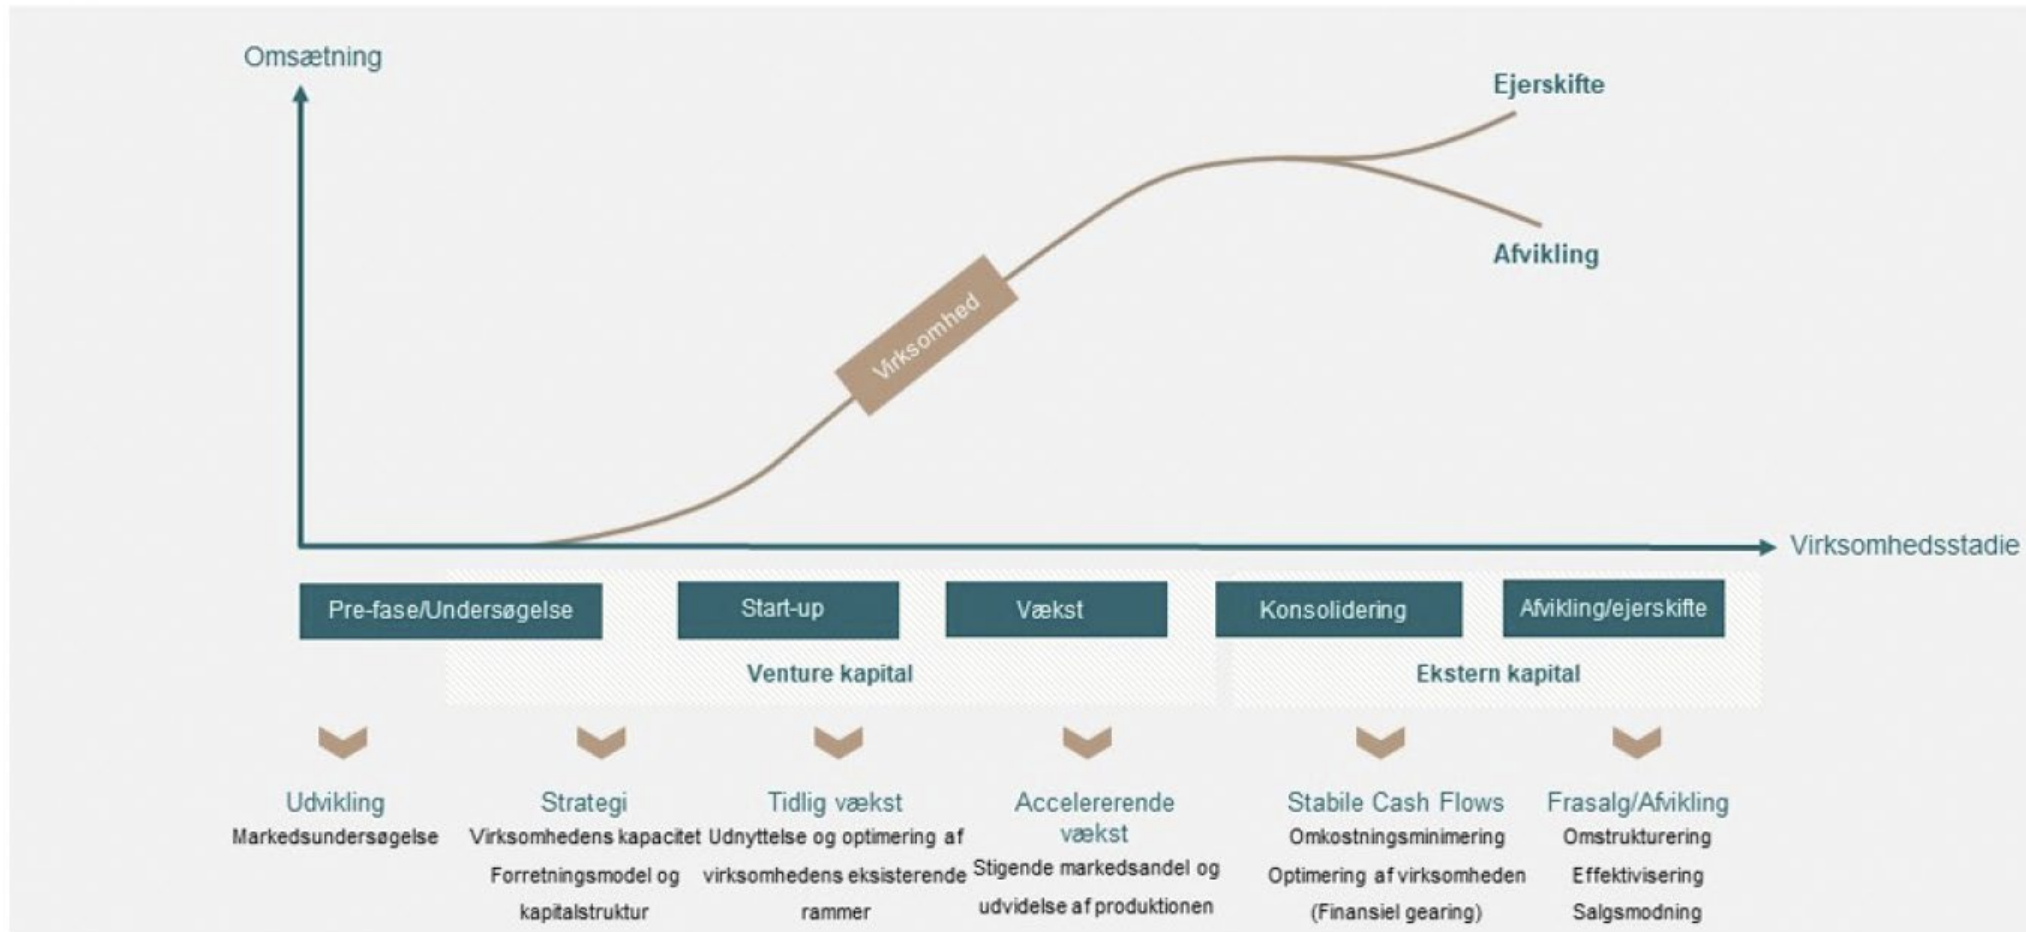 Omsætning
Ejerskifte
Afvikling
Virksomhed
Virksomhedsstadie
Pre-fase/Undersøgelse
Start-up
Vækst
Konsolidering
Afvikling/ejerskifte
Venture kapital
Ekstern kapital
Udvikling
Markedsundersøgelse
Strategi
Virksomhedens kapacitet
Forretningsmodel og
kapitalstruktur
Tidlig vækst
Udnyttelse og optimering af
virksomhedens eksisterende
rammer
Accelererende
vækst
Stigende markedsandel og
udvidelse af produktionen
Stabile Cash Flows
Omkostningsminimering
Optimering af virksomheden
(Finansiel gearing)
Frasalg/Afvikling
Omstrukturering
Effektivisering
Salgsmodning